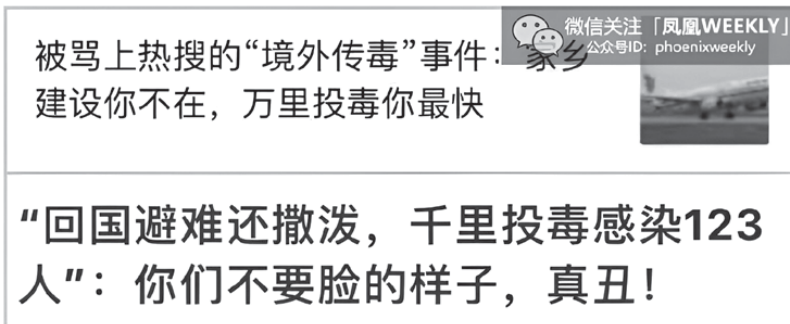 微信关注「凤凰WEEKLY」
公众号ID：phoenixweekly
被骂上热搜的“境外传毒”事件：家乡
建设你不在，万里投毒你最快
“回国避难还撒泼，千里投毒感染123
人”：你们不要脸的样子，真丑！